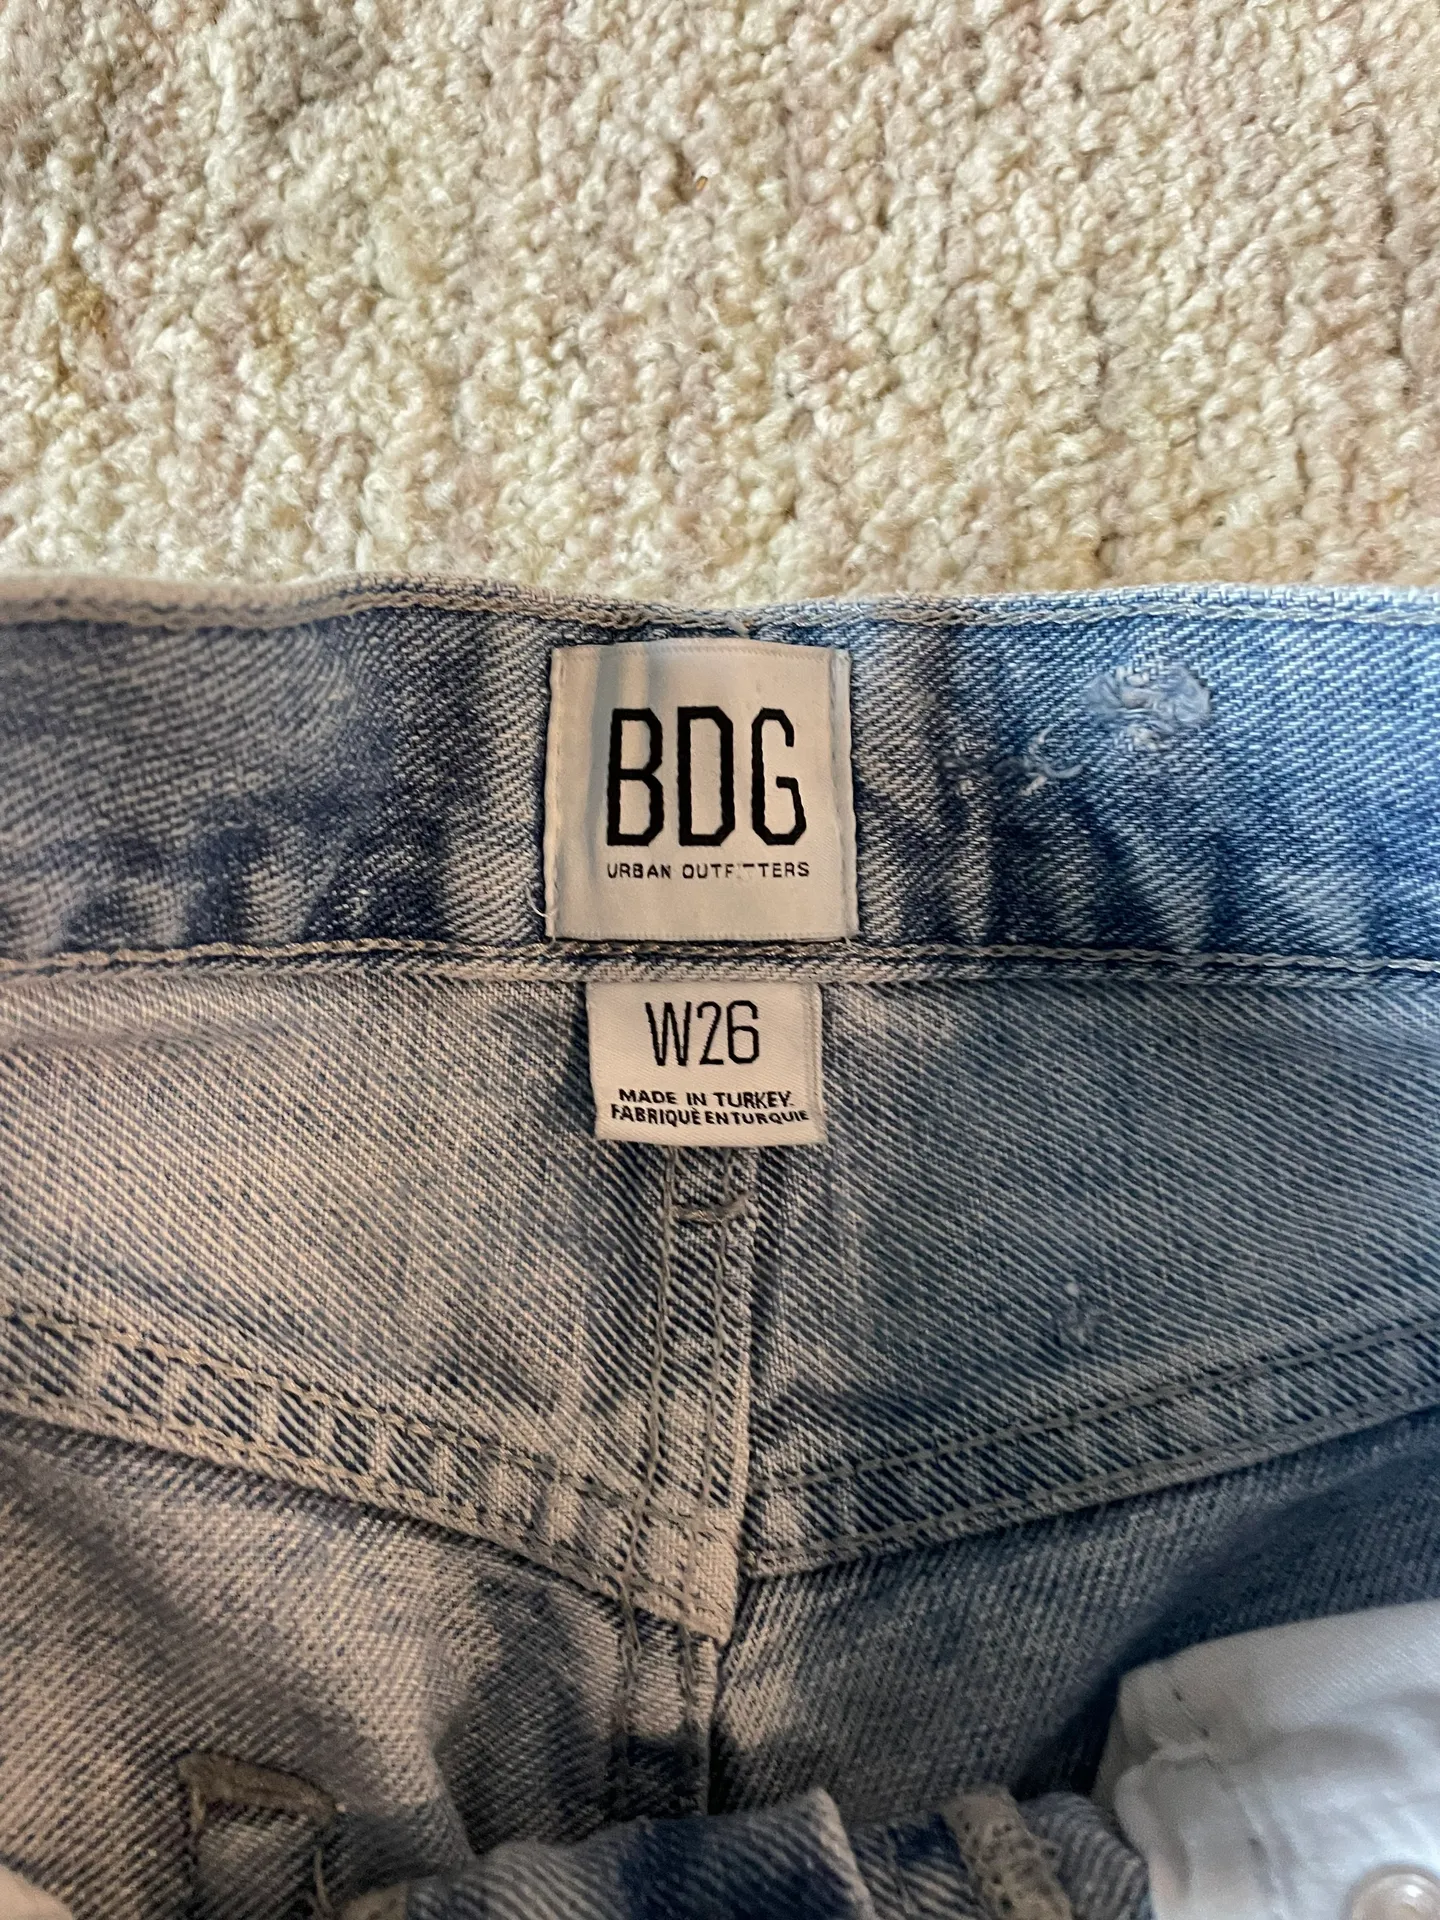 BDG
URBAN OUTFITTERS
W26
MADE IN TURKEY
FABRIQUÉ EN TURQUIE